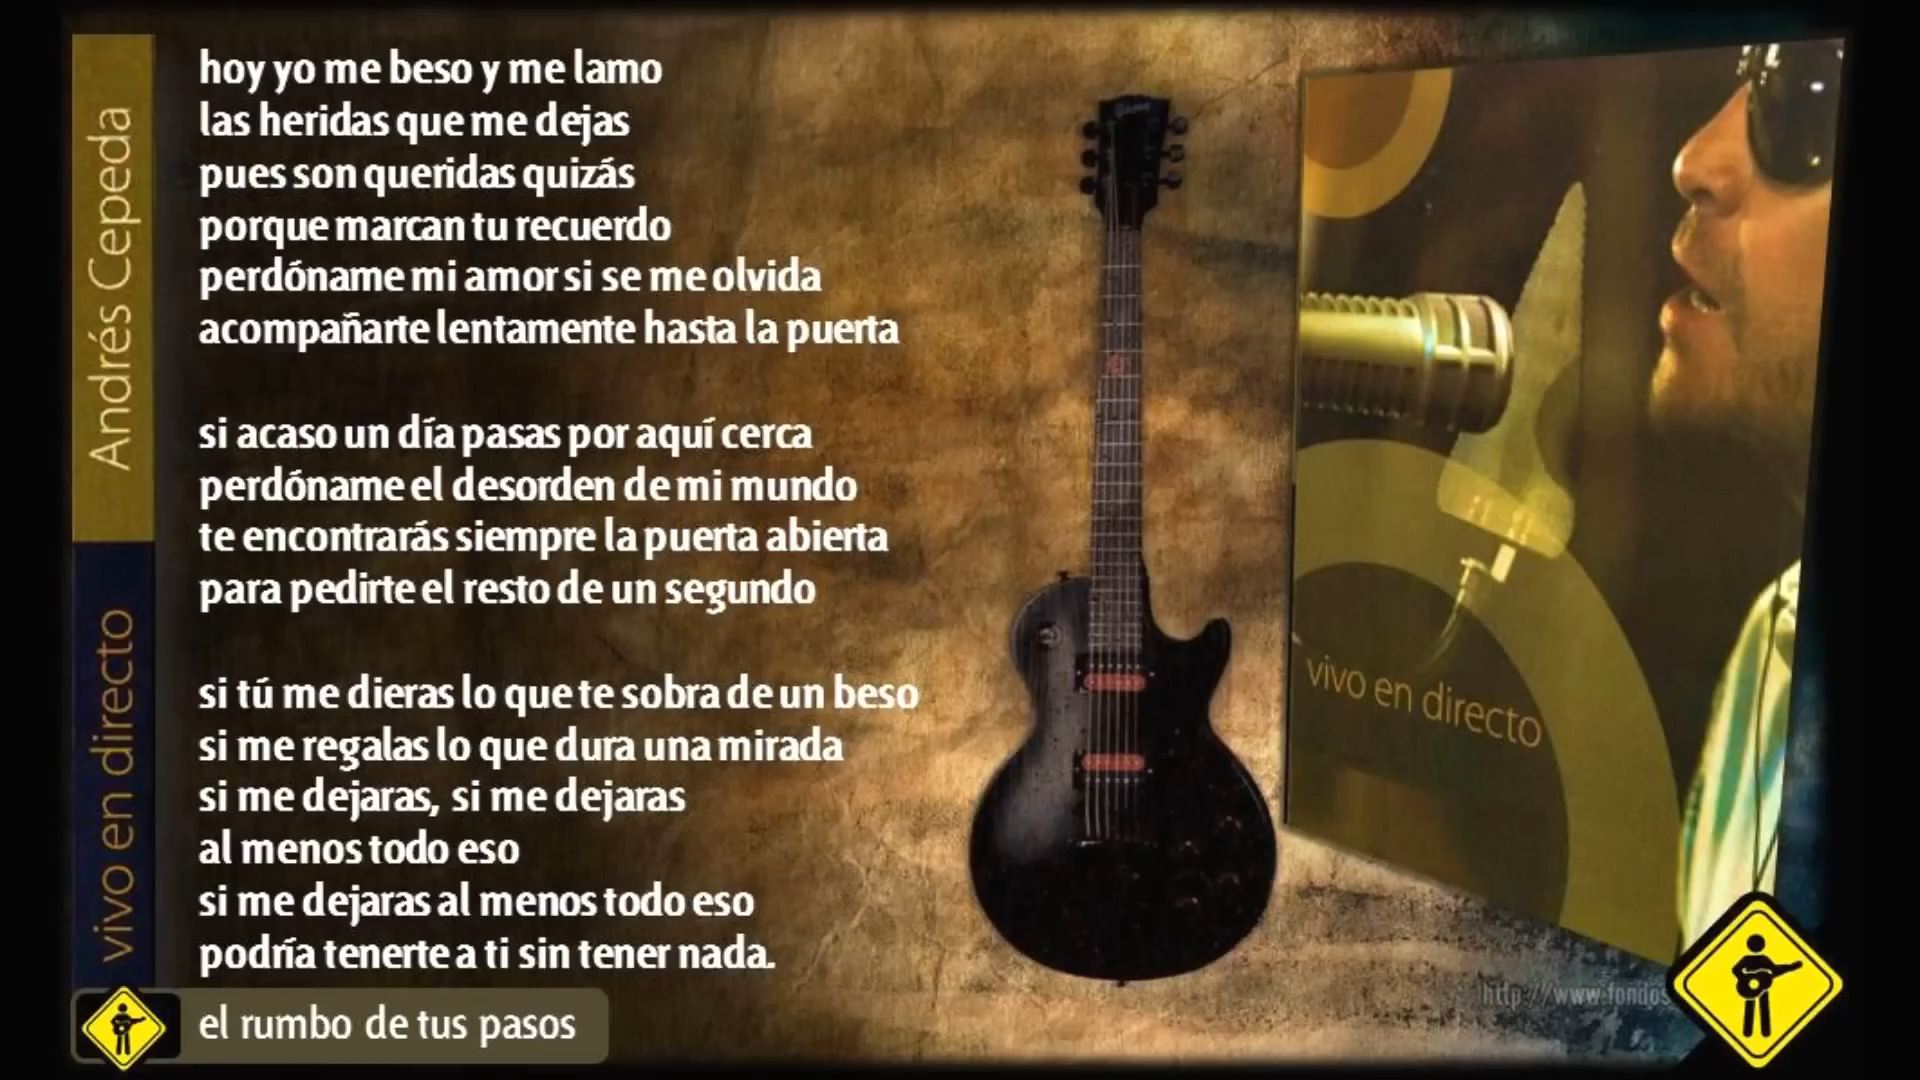 Andrés Cepeda
vivo en directo
hoy yo me beso y me lamo
las heridas que me dejas
pues son queridas quizás
porque marcan tu recuerdo
perdóname mi amor si se me olvida
acompañarte lentamente hasta la puerta
si acaso un día pasas por aquí cerca
perdóname el desorden de mi mundo
te encontrarás siempre la puerta abierta
para pedirte el resto de un segundo
si tú me dieras lo que te sobra de un beso
si me regalas lo que dura una mirada
si me dejaras, si me dejaras
al menos todo eso
si me dejaras al menos todo eso
podría tenerte a ti sin tener nada.
el rumbo de tus pasos
Gibson
vivo en directo
http://www.fondos